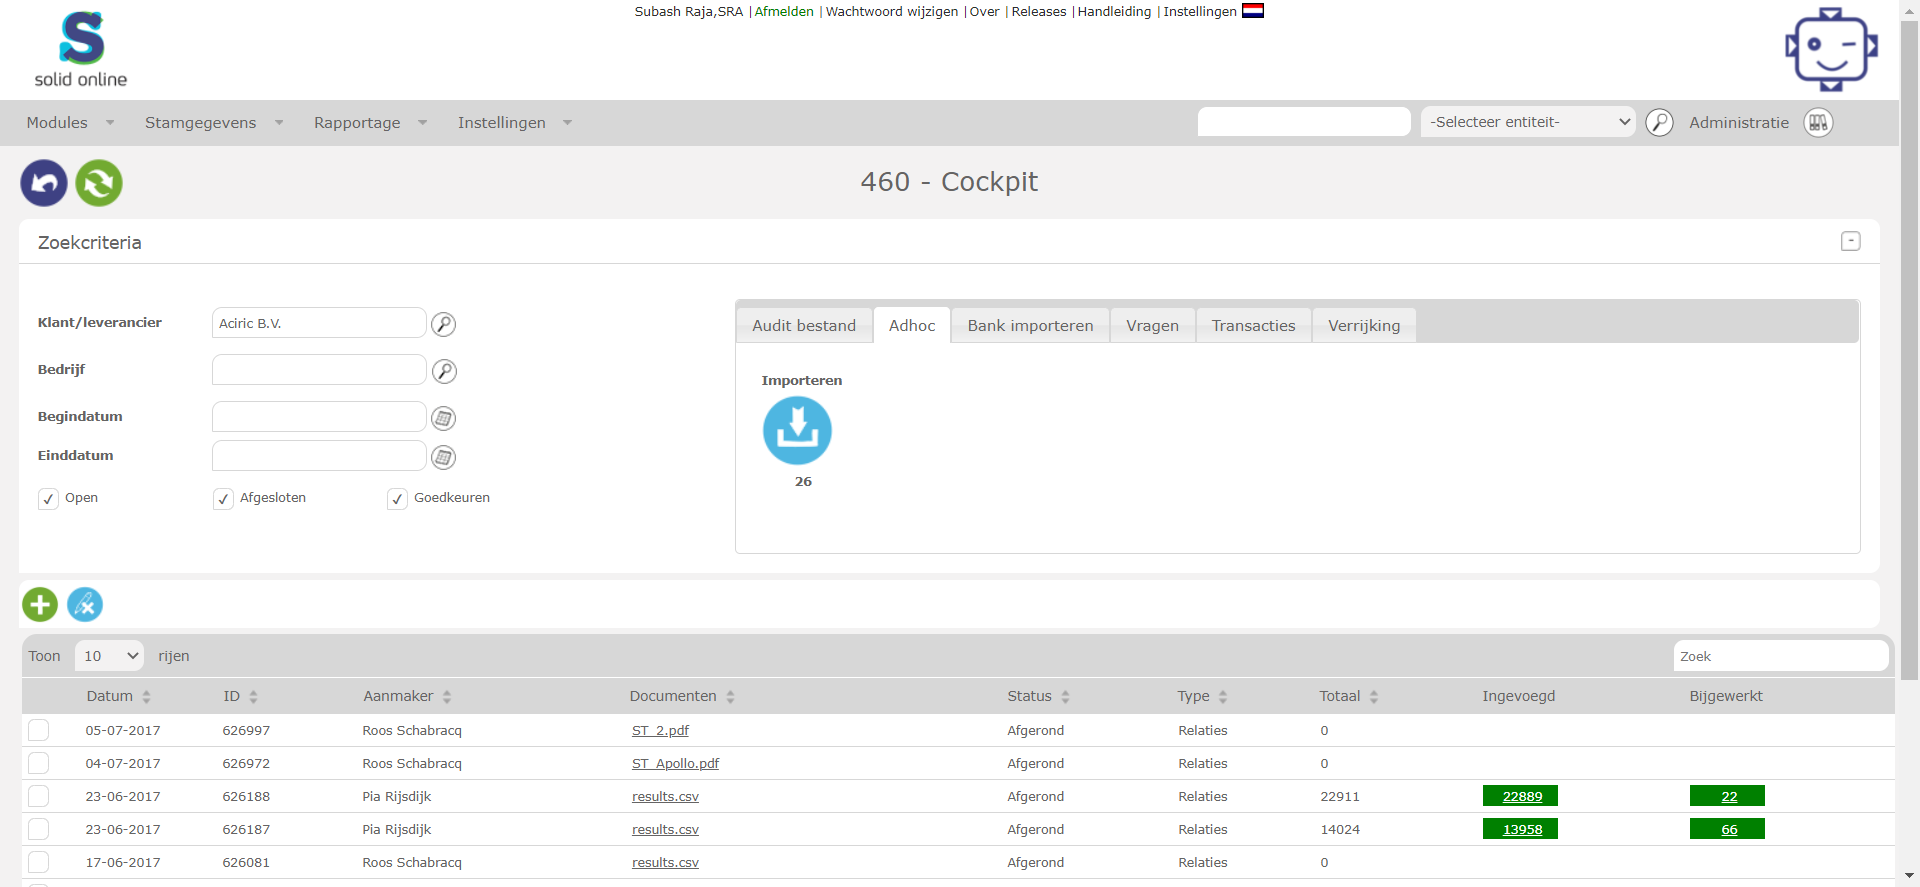 Subash Raja,SRA | Afmelden | Wachtwoord wijzigen | Over | Releases | Handleiding | Instellingen
S
solid online
Modules Stamgegevens Rapportage Instellingen -Selecteer entiteit- Administratie
460 - Cockpit
Zoekcriteria -
Klant/leverancier Aciric B.V.
Bedrijf
Begindatum
Einddatum
Open Afgesloten Goedkeuren
Audit bestand Adhoc Bank importeren Vragen Transacties Verrijking
Importeren
26
Toon 10 rijen Zoek
Datum ID Aanmaker Documenten Status Type Totaal Ingevoegd Bijgewerkt
05-07-2017 626997 Roos Schabracq ST_2.pdf Afgerond Relaties 0
04-07-2017 626972 Roos Schabracq ST_Apollo.pdf Afgerond Relaties 0
23-06-2017 626188 Pia Rijsdijk results.csv Afgerond Relaties 22911 22889 22
23-06-2017 626187 Pia Rijsdijk results.csv Afgerond Relaties 14024 13958 66
17-06-2017 626081 Roos Schabracq results.csv Afgerond Relaties 0